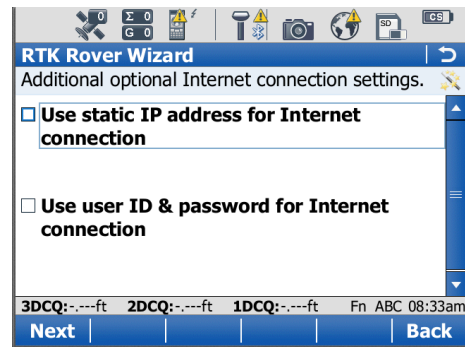 0 Σ 0
G 0
SD
CS
RTK Rover Wizard
Additional optional Internet connection settings.
Use static IP address for Internet
connection
Use user ID & password for Internet
connection
3DCQ:-.---ft 2DCQ:-.---ft 1DCQ:-.---ft Fn ABC 08:33am
Next Back